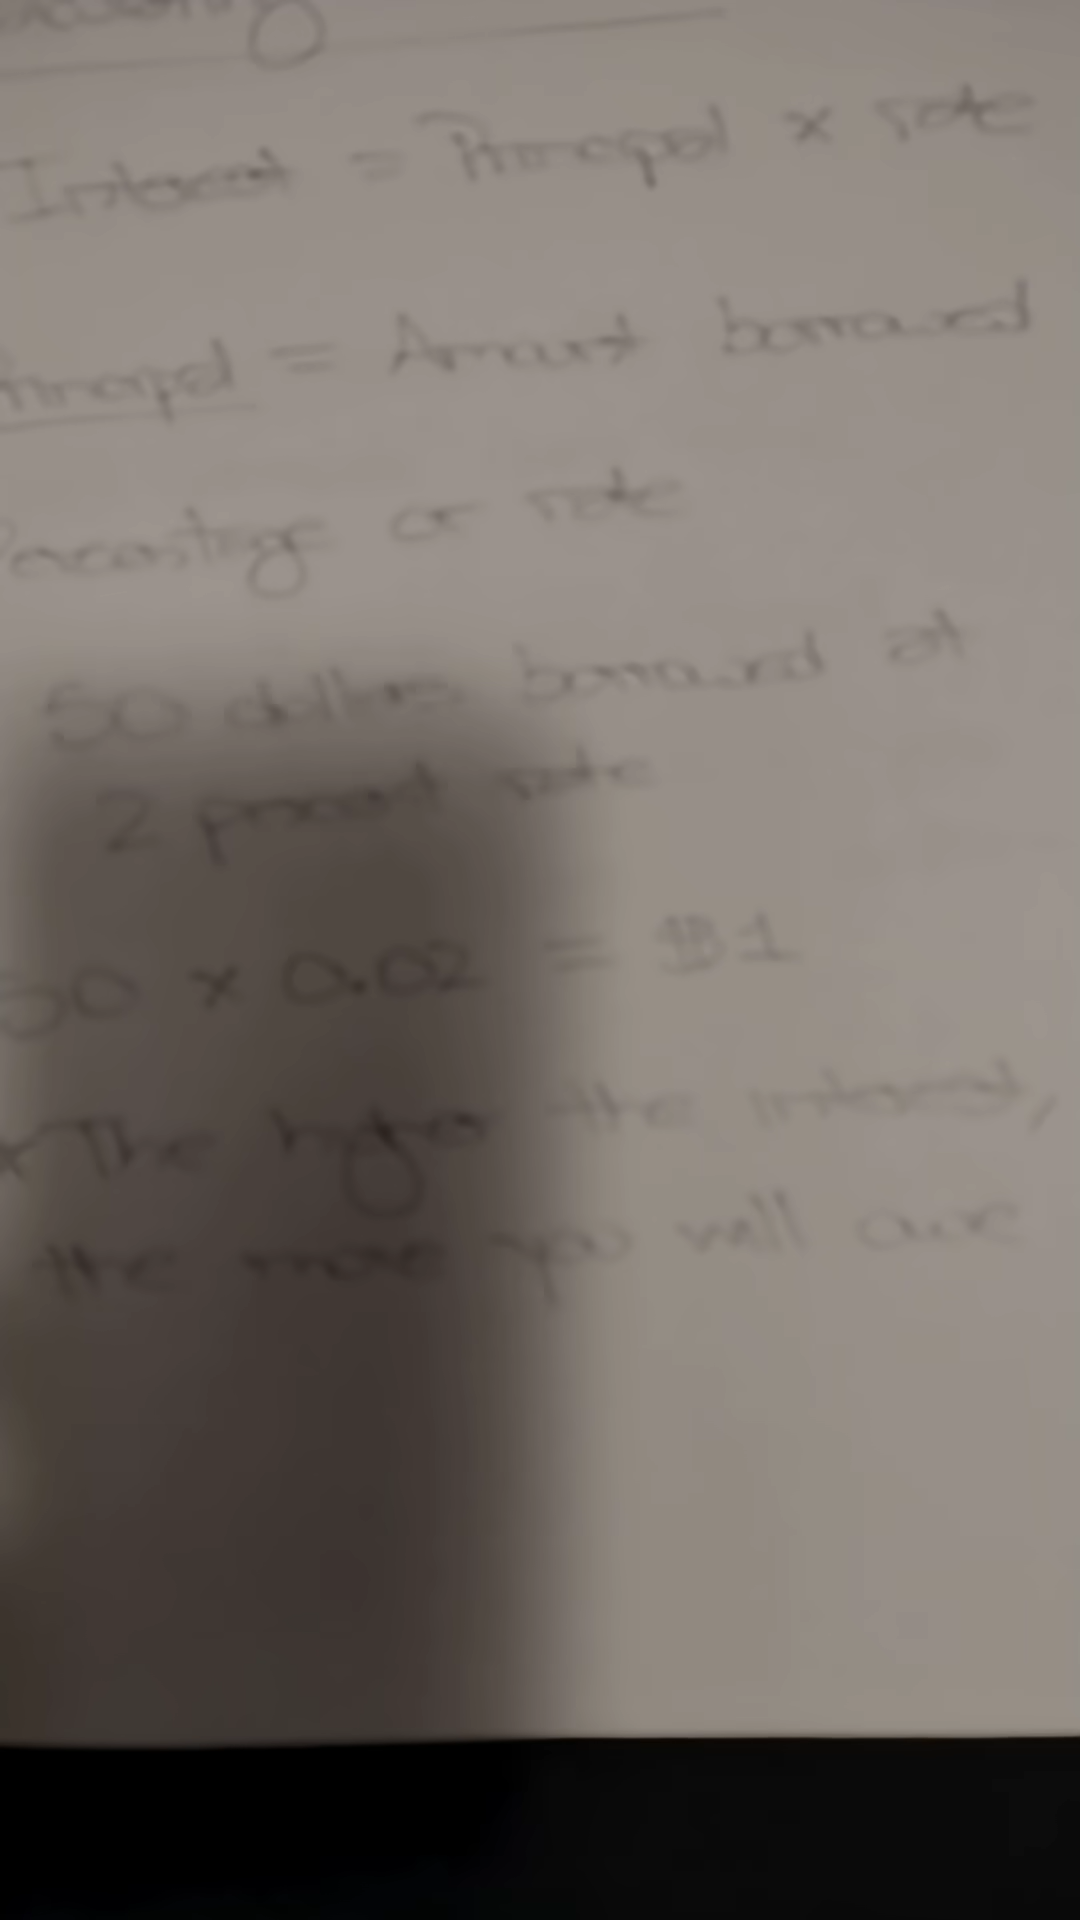 Interest = Principal x rate
Principal = Amount borrowed
Percentage or rate
50 dollars borrowed at
2 percent rate
50 x 0.02 = $1
* The higher the interest,
the more you will owe